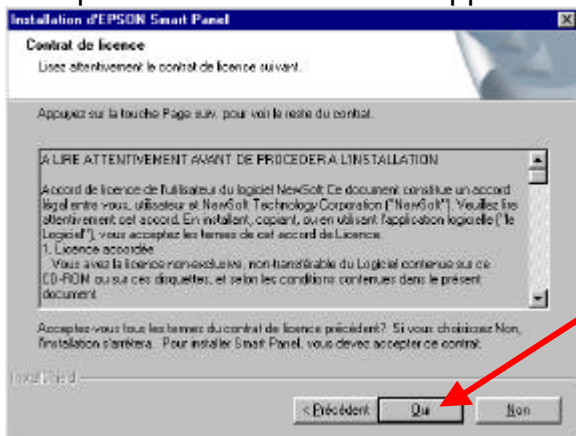 Installation d'EPSON Smart Panel
Contrat de licence
Lisez attentivement le contrat de licence suivant.
Appuyez sur la touche Page suiv. pour voir le reste du contrat.
A LIRE ATTENTIVEMENT AVANT DE PROCEDER A L'INSTALLATION
Accord de licence de l'utilisateur du logiciel NewSoft Ce document constitue un accord
légal entre vous, utilisateur et NewSoft Technology Corporation ("NewSoft"). Veuillez lire
attentivement cet accord. En installant, copiant, ou en utilisant l'application logicielle ("le
Logiciel"), vous acceptez les termes de cet accord de Licence.
1. Licence accordée
Vous avez la licence non-exclusive, non-transférable du Logiciel contenue sur ce
CD-ROM ou sur ces disquettes, et selon les conditions contenues dans le présent
document
Acceptez-vous tous les termes du contrat de licence précédent? Si vous choisissez Non,
l'installation s'arrêtera. Pour installer Smart Panel, vous devez accepter ce contrat.
InstallShield
< Précédent Oui Non